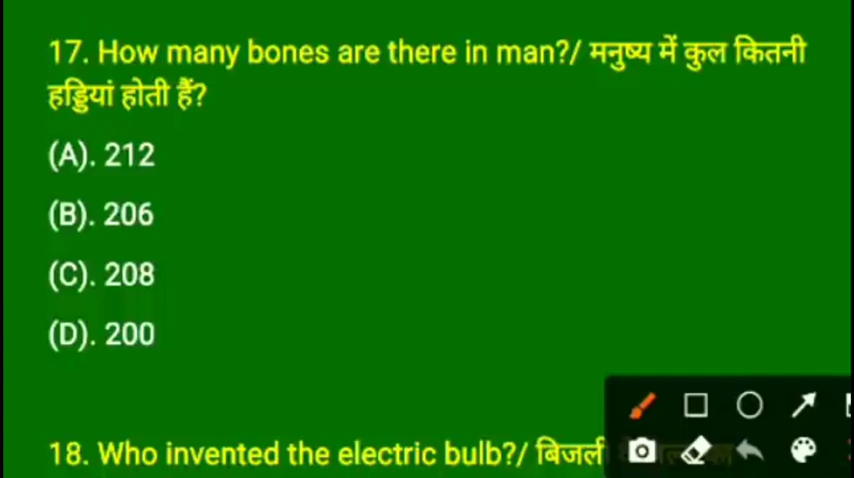 17. How many bones are there in man?/ मनुष्य में कुल कितनी
हड्डियां होती हैं?
(A). 212
(B). 206
(C). 208
(D). 200
18. Who invented the electric bulb?/ बिजली